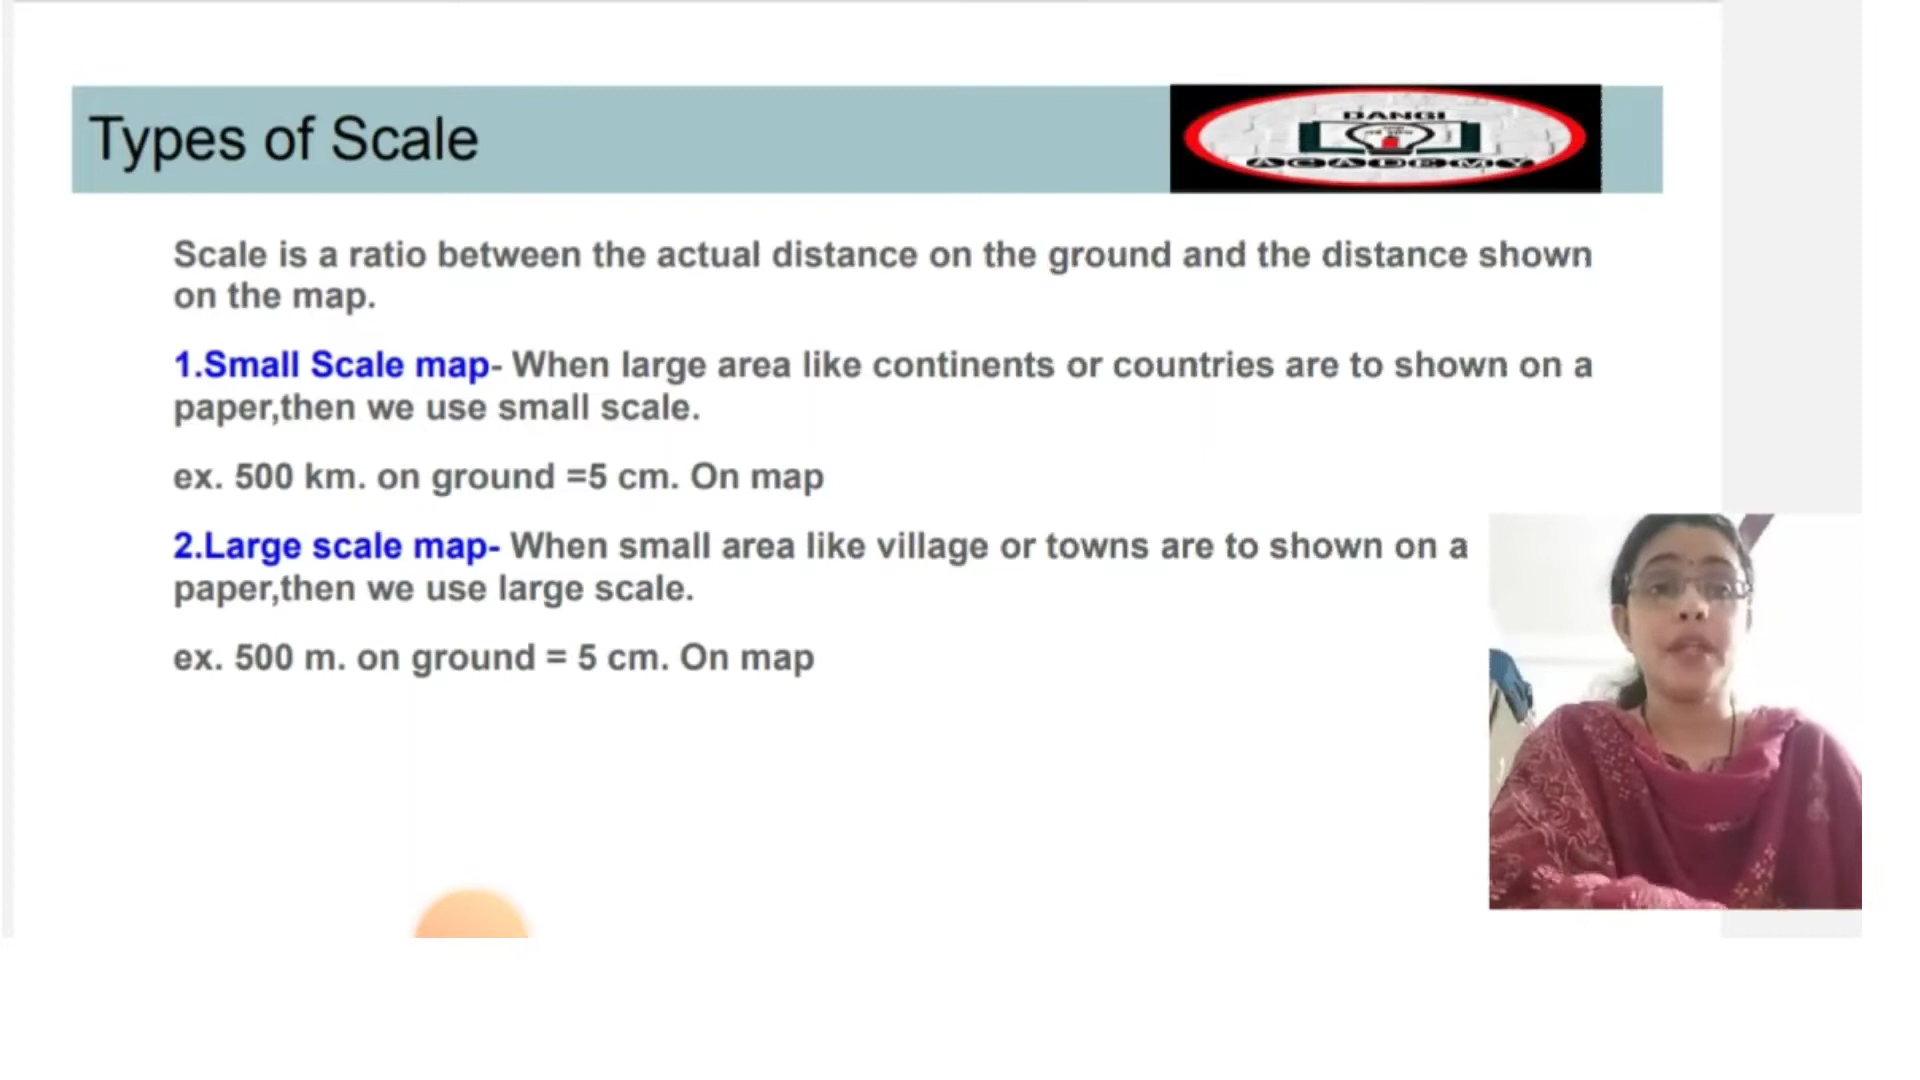 Types of Scale
DANGI
ACADEMY
Scale is a ratio between the actual distance on the ground and the distance shown
on the map.
1.Small Scale map- When large area like continents or countries are to shown on a
paper,then we use small scale.
ex. 500 km. on ground =5 cm. On map
2.Large scale map- When small area like village or towns are to shown on a
paper,then we use large scale.
ex. 500 m. on ground = 5 cm. On map